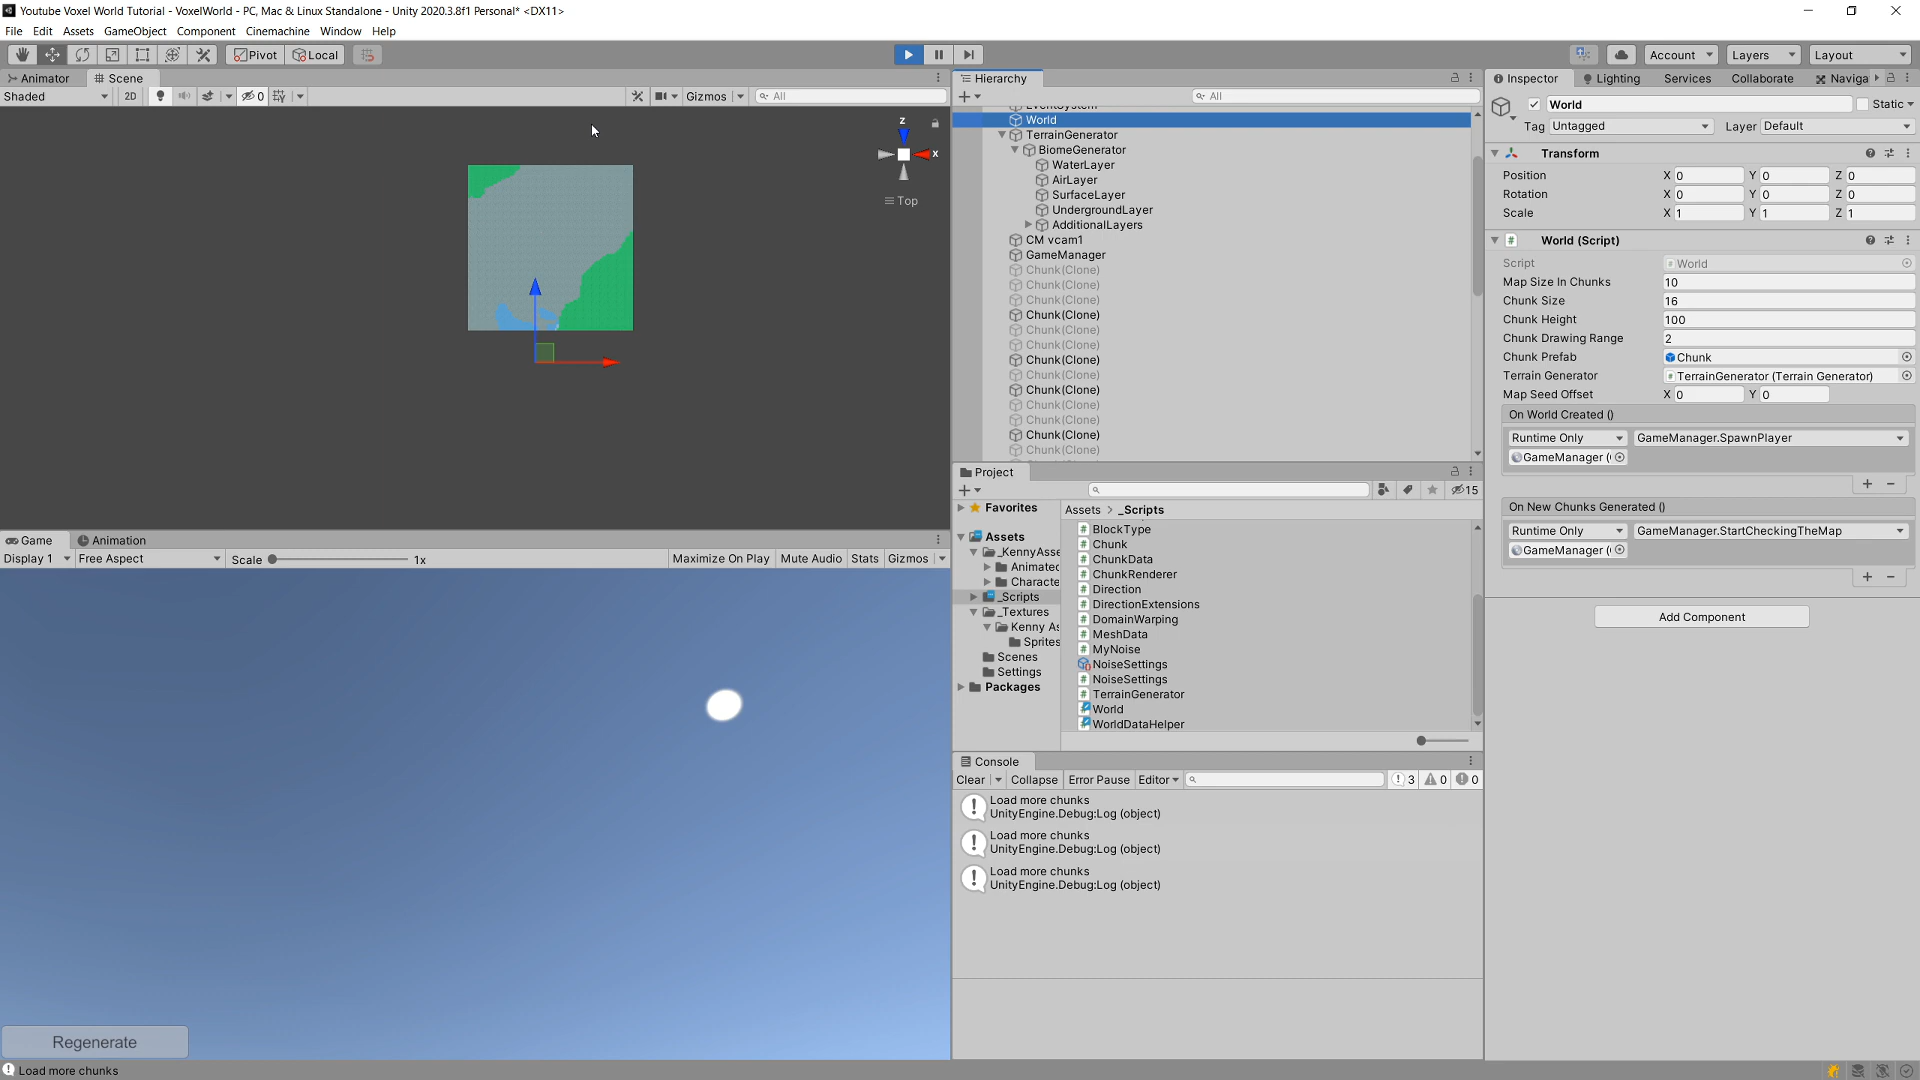 Youtube Voxel World Tutorial - VoxelWorld - PC, Mac & Linux Standalone - Unity 2020.3.8f1 Personal* <DX11>
File Edit Assets GameObject Component Cinemachine Window Help
Pivot Local Account Layers Layout
Animator Scene
Shaded 2D 0 Gizmos All
z
x
Top
Game Animation
Display 1 Free Aspect Scale 1x Maximize On Play Mute Audio Stats Gizmos
Regenerate
Load more chunks
Hierarchy
All
EventSystem
World
TerrainGenerator
BiomeGenerator
WaterLayer
AirLayer
SurfaceLayer
UndergroundLayer
AdditionalLayers
CM vcam1
GameManager
Chunk(Clone)
Chunk(Clone)
Chunk(Clone)
Chunk(Clone)
Chunk(Clone)
Chunk(Clone)
Chunk(Clone)
Chunk(Clone)
Chunk(Clone)
Chunk(Clone)
Chunk(Clone)
Chunk(Clone)
Chunk(Clone)
Project
15
Favorites
Assets
_KennyAsse
Animated
Characte
_Scripts
_Textures
Kenny As
Sprites
Scenes
Settings
Packages
Assets > _Scripts
BlockType
Chunk
ChunkData
ChunkRenderer
Direction
DirectionExtensions
DomainWarping
MeshData
MyNoise
NoiseSettings
NoiseSettings
TerrainGenerator
World
WorldDataHelper
Console
Clear Collapse Error Pause Editor 3 0 0
Load more chunks
UnityEngine.Debug:Log (object)
Load more chunks
UnityEngine.Debug:Log (object)
Load more chunks
UnityEngine.Debug:Log (object)
Inspector Lighting Services Collaborate Naviga
World Static
Tag Untagged Layer Default
Transform
Position X 0 Y 0 Z 0
Rotation X 0 Y 0 Z 0
Scale X 1 Y 1 Z 1
World (Script)
Script World
Map Size In Chunks 10
Chunk Size 16
Chunk Height 100
Chunk Drawing Range 2
Chunk Prefab Chunk
Terrain Generator TerrainGenerator (Terrain Generator)
Map Seed Offset X 0 Y 0
On World Created ()
Runtime Only GameManager.SpawnPlayer
GameManager (
+ −
On New Chunks Generated ()
Runtime Only GameManager.StartCheckingTheMap
GameManager (
+ −
Add Component